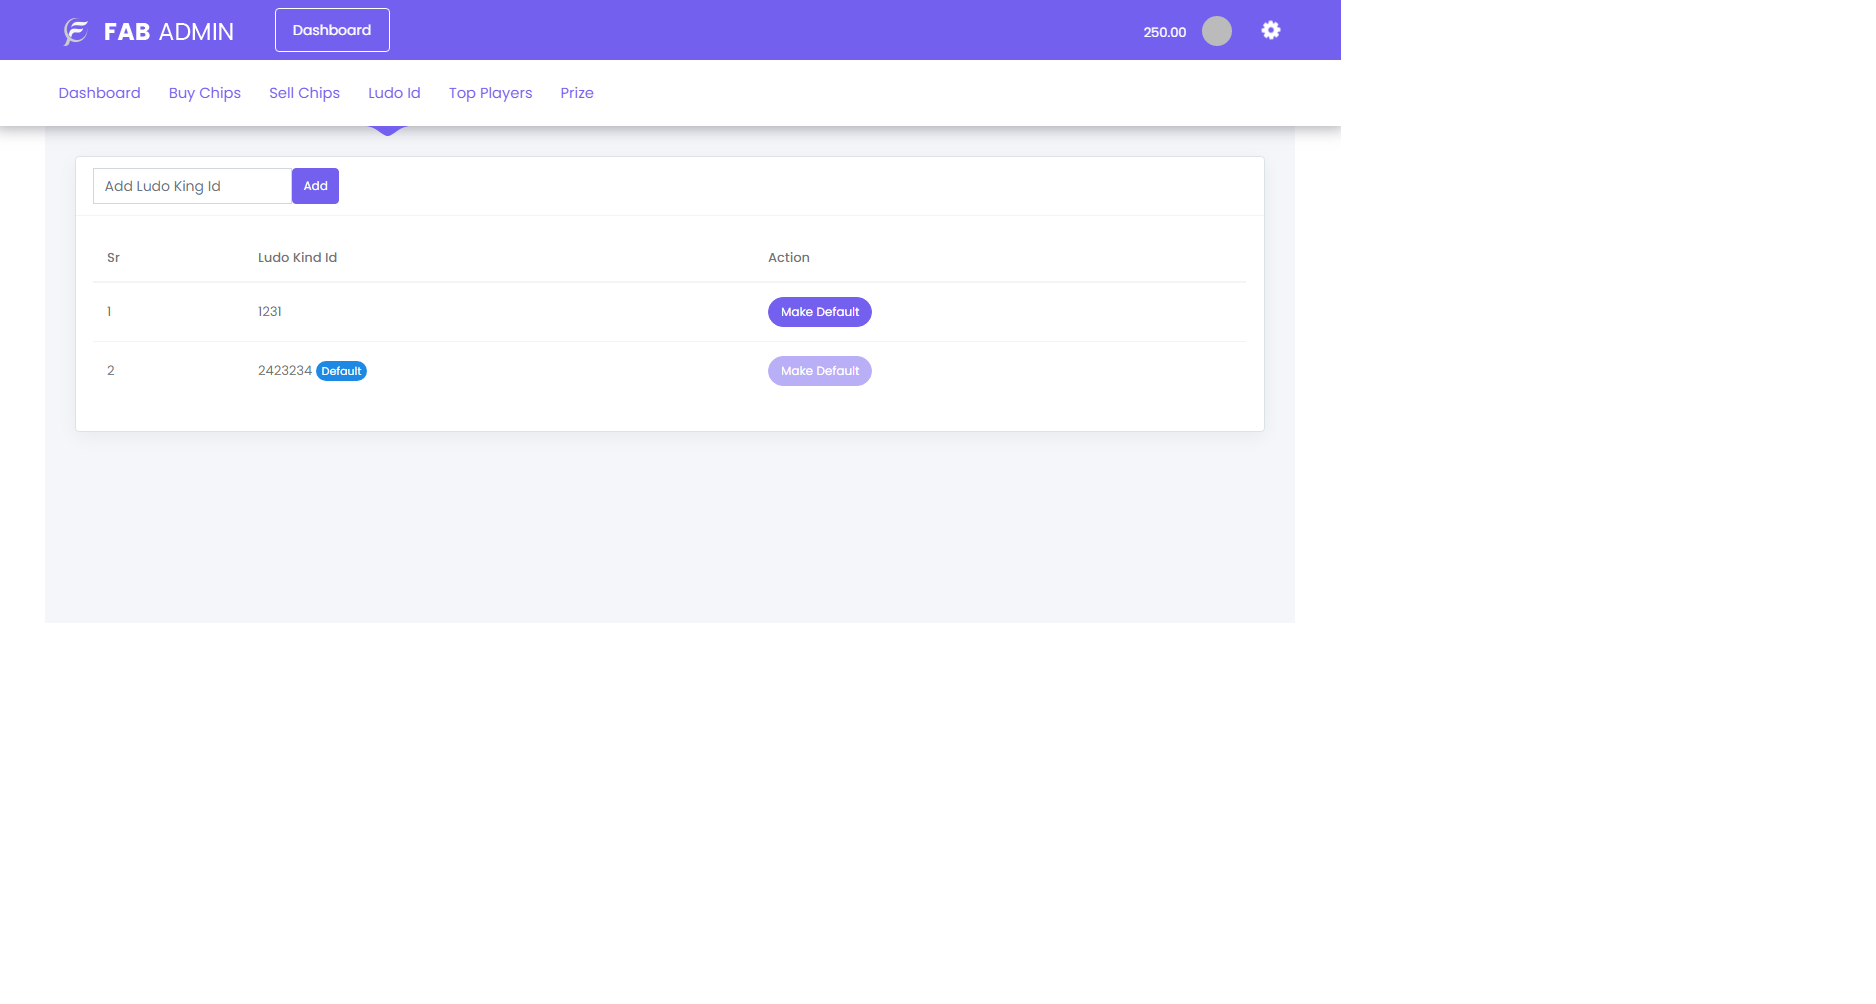 FAB ADMIN Dashboard 250.00
Dashboard Buy Chips Sell Chips Ludo Id Top Players Prize
Add Ludo King Id Add
Sr Ludo Kind Id Action
1 1231 Make Default
2 2423234 Default Make Default